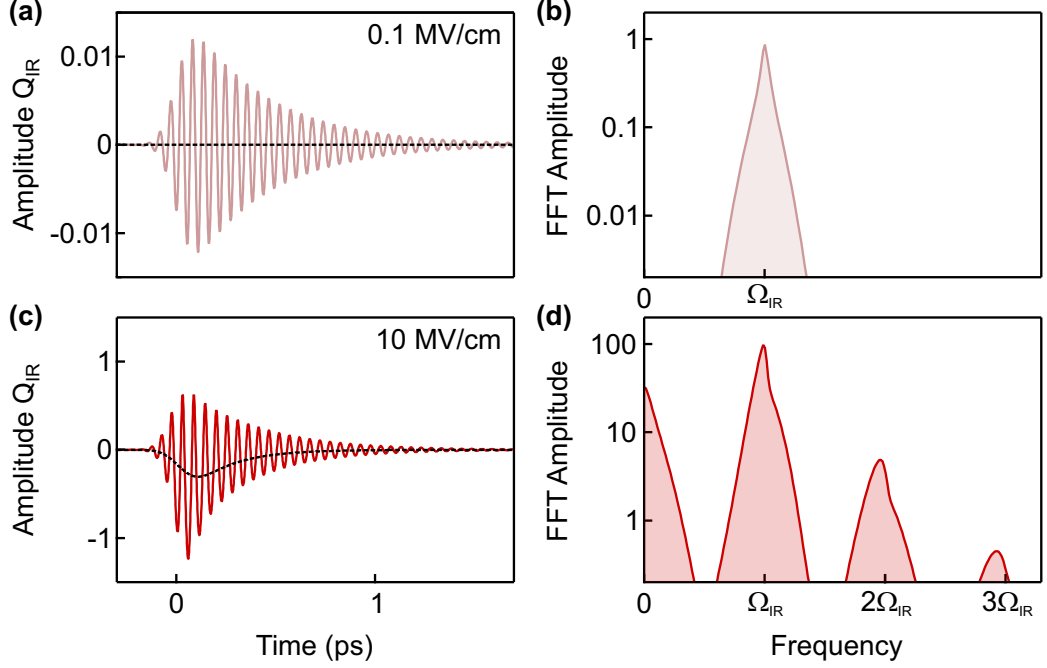 (a)
0.1 MV/cm
0.01
0
-0.01
Amplitude Q_IR
(b)
1
0.1
0.01
FFT Amplitude
0
Ω_IR
(c)
10 MV/cm
1
0
-1
Amplitude Q_IR
0
1
Time (ps)
(d)
100
10
1
FFT Amplitude
0
Ω_IR
2Ω_IR
3Ω_IR
Frequency